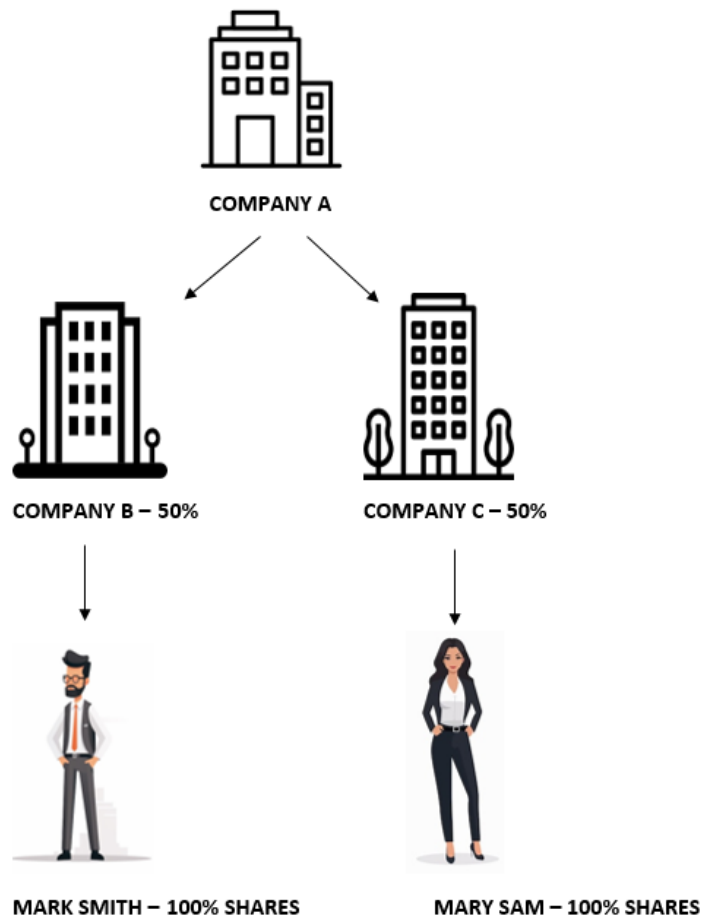 COMPANY A
COMPANY B – 50%
COMPANY C – 50%
MARK SMITH – 100% SHARES
MARY SAM – 100% SHARES